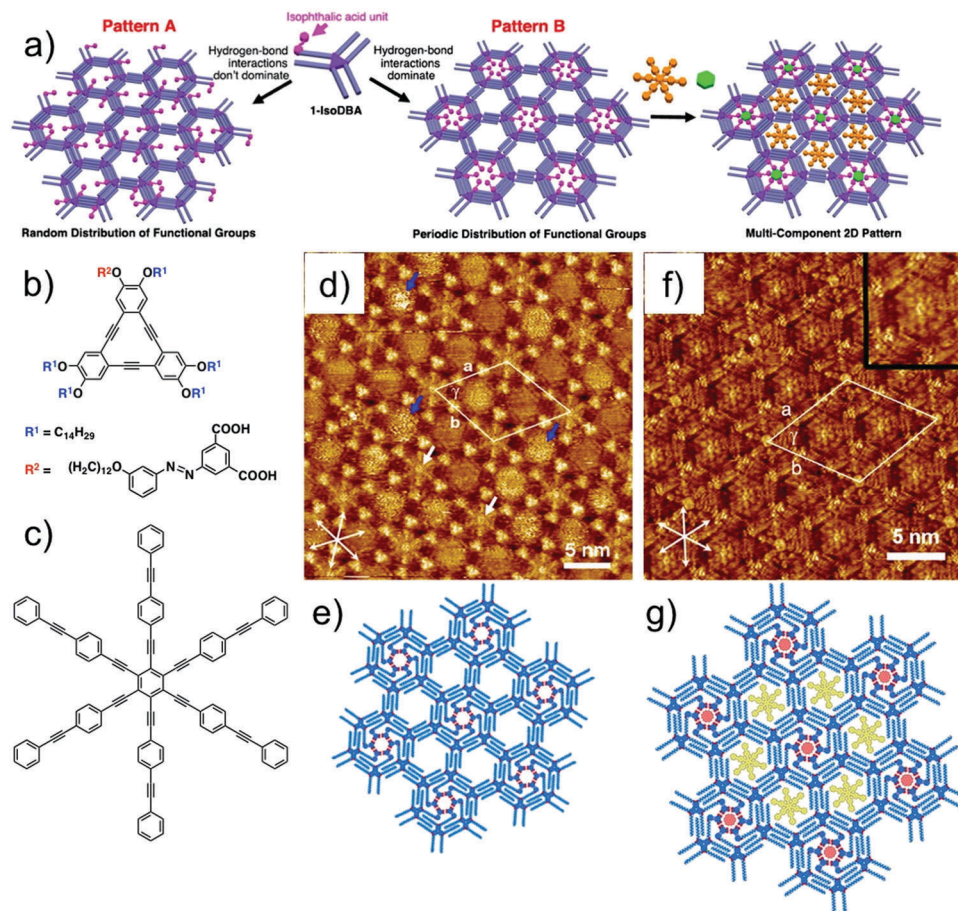 a)
Pattern A
Isophthalic acid unit
Pattern B
Hydrogen-bond
interactions
don't dominate
1-IsoDBA
Hydrogen-bond
interactions
dominate
Random Distribution of Functional Groups
Periodic Distribution of Functional Groups
Multi-Component 2D Pattern
b)
R²O OR¹
R¹O OR¹
R¹O OR¹
R¹ = C₁₄H₂₉
R² = (H₂C)₁₂-O N=N COOH
COOH
c)
d)
a
γ
b
5 nm
f)
a
γ
b
5 nm
e)
g)